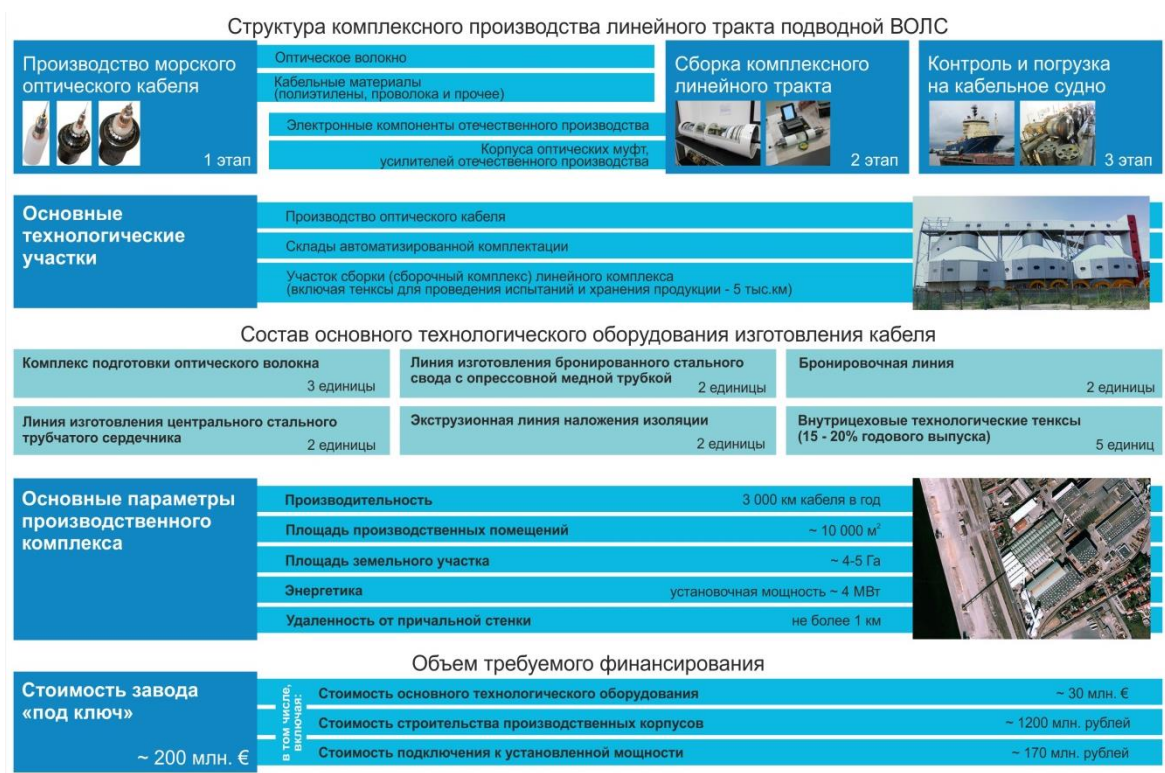 Структура комплексного производства линейного тракта подводной ВОЛС
Производство морского
оптического кабеля
1 этап
Оптическое волокно
Кабельные материалы
(полиэтилены, проволока и прочее)
Электронные компоненты отечественного производства
Корпуса оптических муфт,
усилителей отечественного производства
Сборка комплексного
линейного тракта
2 этап
Контроль и погрузка
на кабельное судно
3 этап
Основные
технологические
участки
Производство оптического кабеля
Склады автоматизированной комплектации
Участок сборки (сборочный комплекс) линейного комплекса
(включая тенксы для проведения испытаний и хранения продукции - 5 тыс.км)
Состав основного технологического оборудования изготовления кабеля
Комплекс подготовки оптического волокна
3 единицы
Линия изготовления бронированного стального
свода с опрессовной медной трубкой
2 единицы
Бронировочная линия
2 единицы
Линия изготовления центрального стального
трубчатого сердечника
2 единицы
Экструзионная линия наложения изоляции
2 единицы
Внутрицеховые технологические тенксы
(15 - 20% годового выпуска)
5 единиц
Основные параметры
производственного
комплекса
Производительность
3 000 км кабеля в год
Площадь производственных помещений
~ 10 000 м²
Площадь земельного участка
~ 4-5 Га
Энергетика
установочная мощность ~ 4 МВт
Удаленность от причальной стенки
не более 1 км
Объем требуемого финансирования
Стоимость завода
«под ключ»
~ 200 млн. €
в том числе,
включая:
Стоимость основного технологического оборудования
~ 30 млн. €
Стоимость строительства производственных корпусов
~ 1200 млн. рублей
Стоимость подключения к установленной мощности
~ 170 млн. рублей